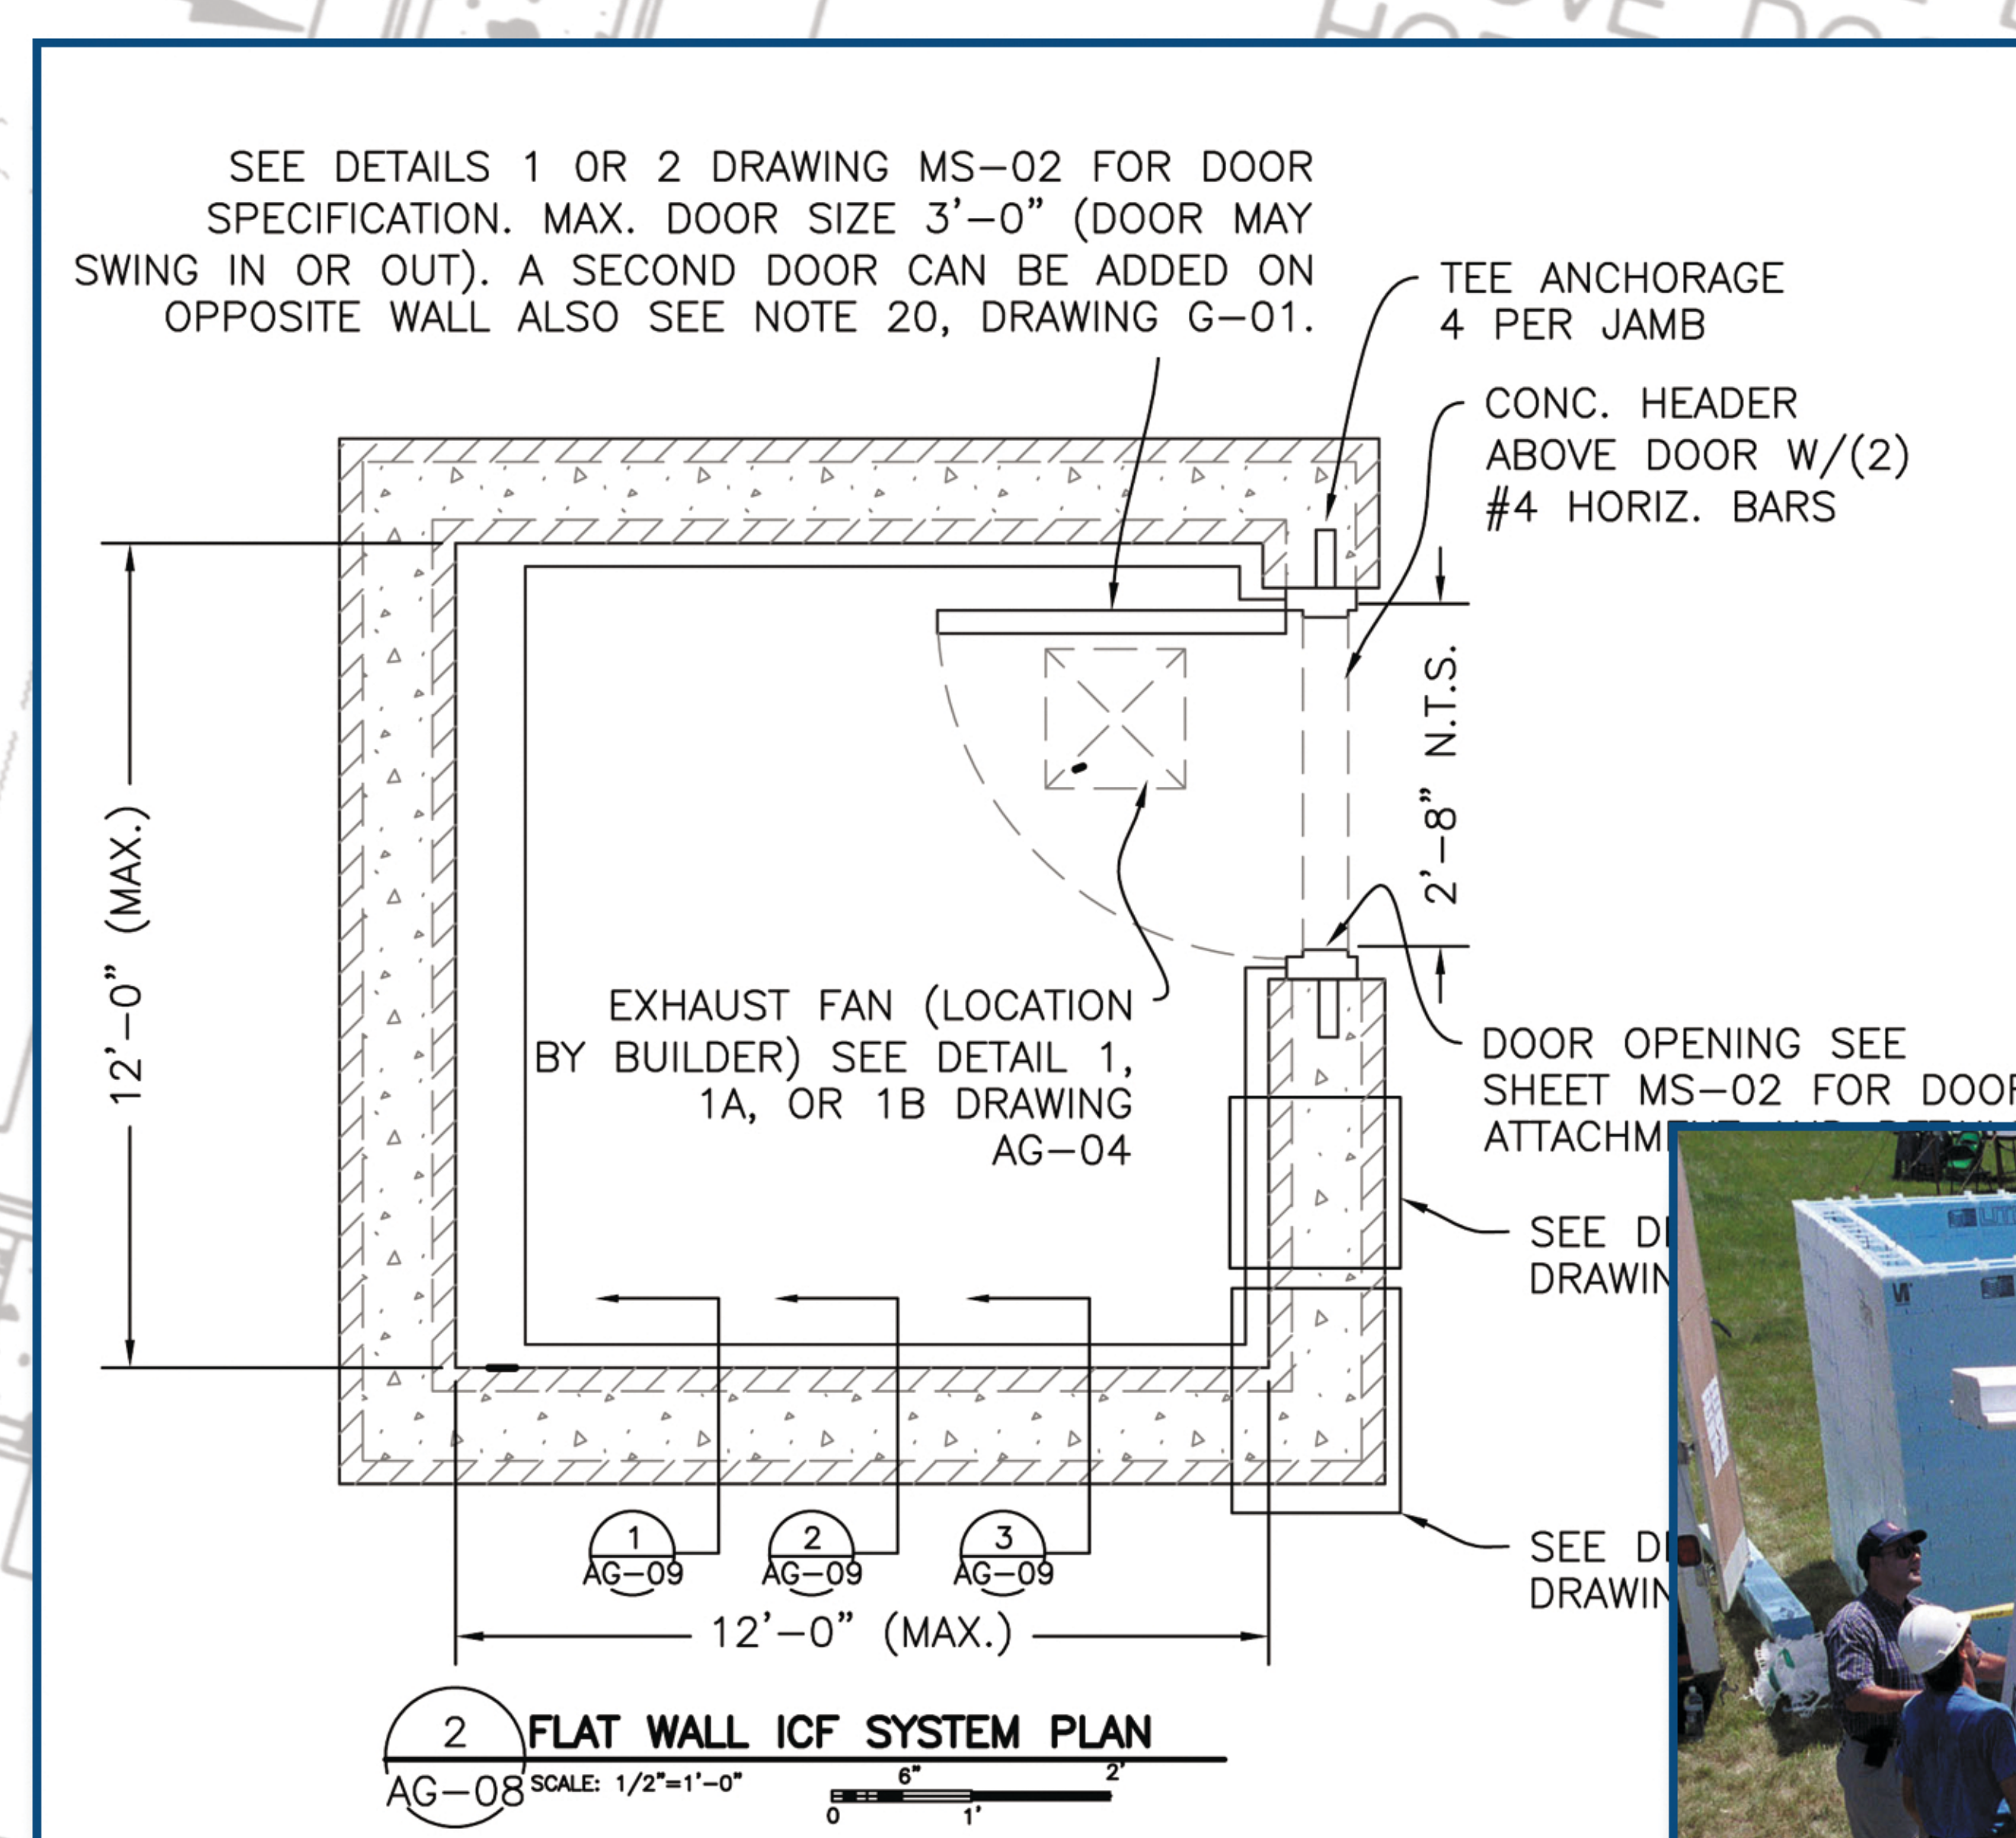 SEE DETAILS 1 OR 2 DRAWING MS-02 FOR DOOR
SPECIFICATION. MAX. DOOR SIZE 3'-0" (DOOR MAY
SWING IN OR OUT). A SECOND DOOR CAN BE ADDED ON
OPPOSITE WALL ALSO SEE NOTE 20, DRAWING G-01.
TEE ANCHORAGE
4 PER JAMB
CONC. HEADER
ABOVE DOOR W/(2)
#4 HORIZ. BARS
2'-8" N.T.S.
12'-0" (MAX.)
EXHAUST FAN (LOCATION
BY BUILDER) SEE DETAIL 1,
1A, OR 1B DRAWING
AG-04
DOOR OPENING SEE
SHEET MS-02 FOR DOOR
SEE
SEE
1
AG-09
2
AG-09
3
AG-09
12'-0" (MAX.)
2
AG-08
FLAT WALL ICF SYSTEM PLAN
SCALE: 1/2"=1'-0"
6"
2'
0
1'